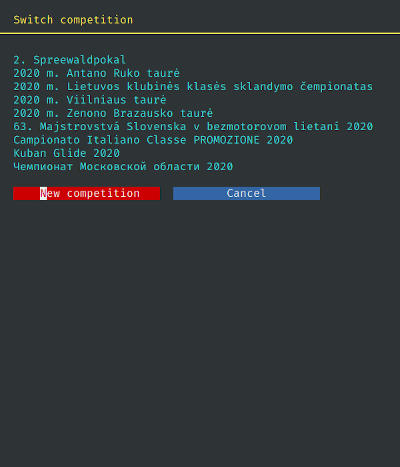 Switch competition
2. Spreewaldpokal
2020 m. Antano Ruko taurė
2020 m. Lietuvos klubinės klasės sklandymo čempionatas
2020 m. Viilniaus taurė
2020 m. Zenono Brazausko taurė
63. Majstrovstvá Slovenska v bezmotorovom lietaní 2020
Campionato Italiano Classe PROMOZIONE 2020
Kuban Glide 2020
Чемпионат Московской области 2020
New competition Cancel